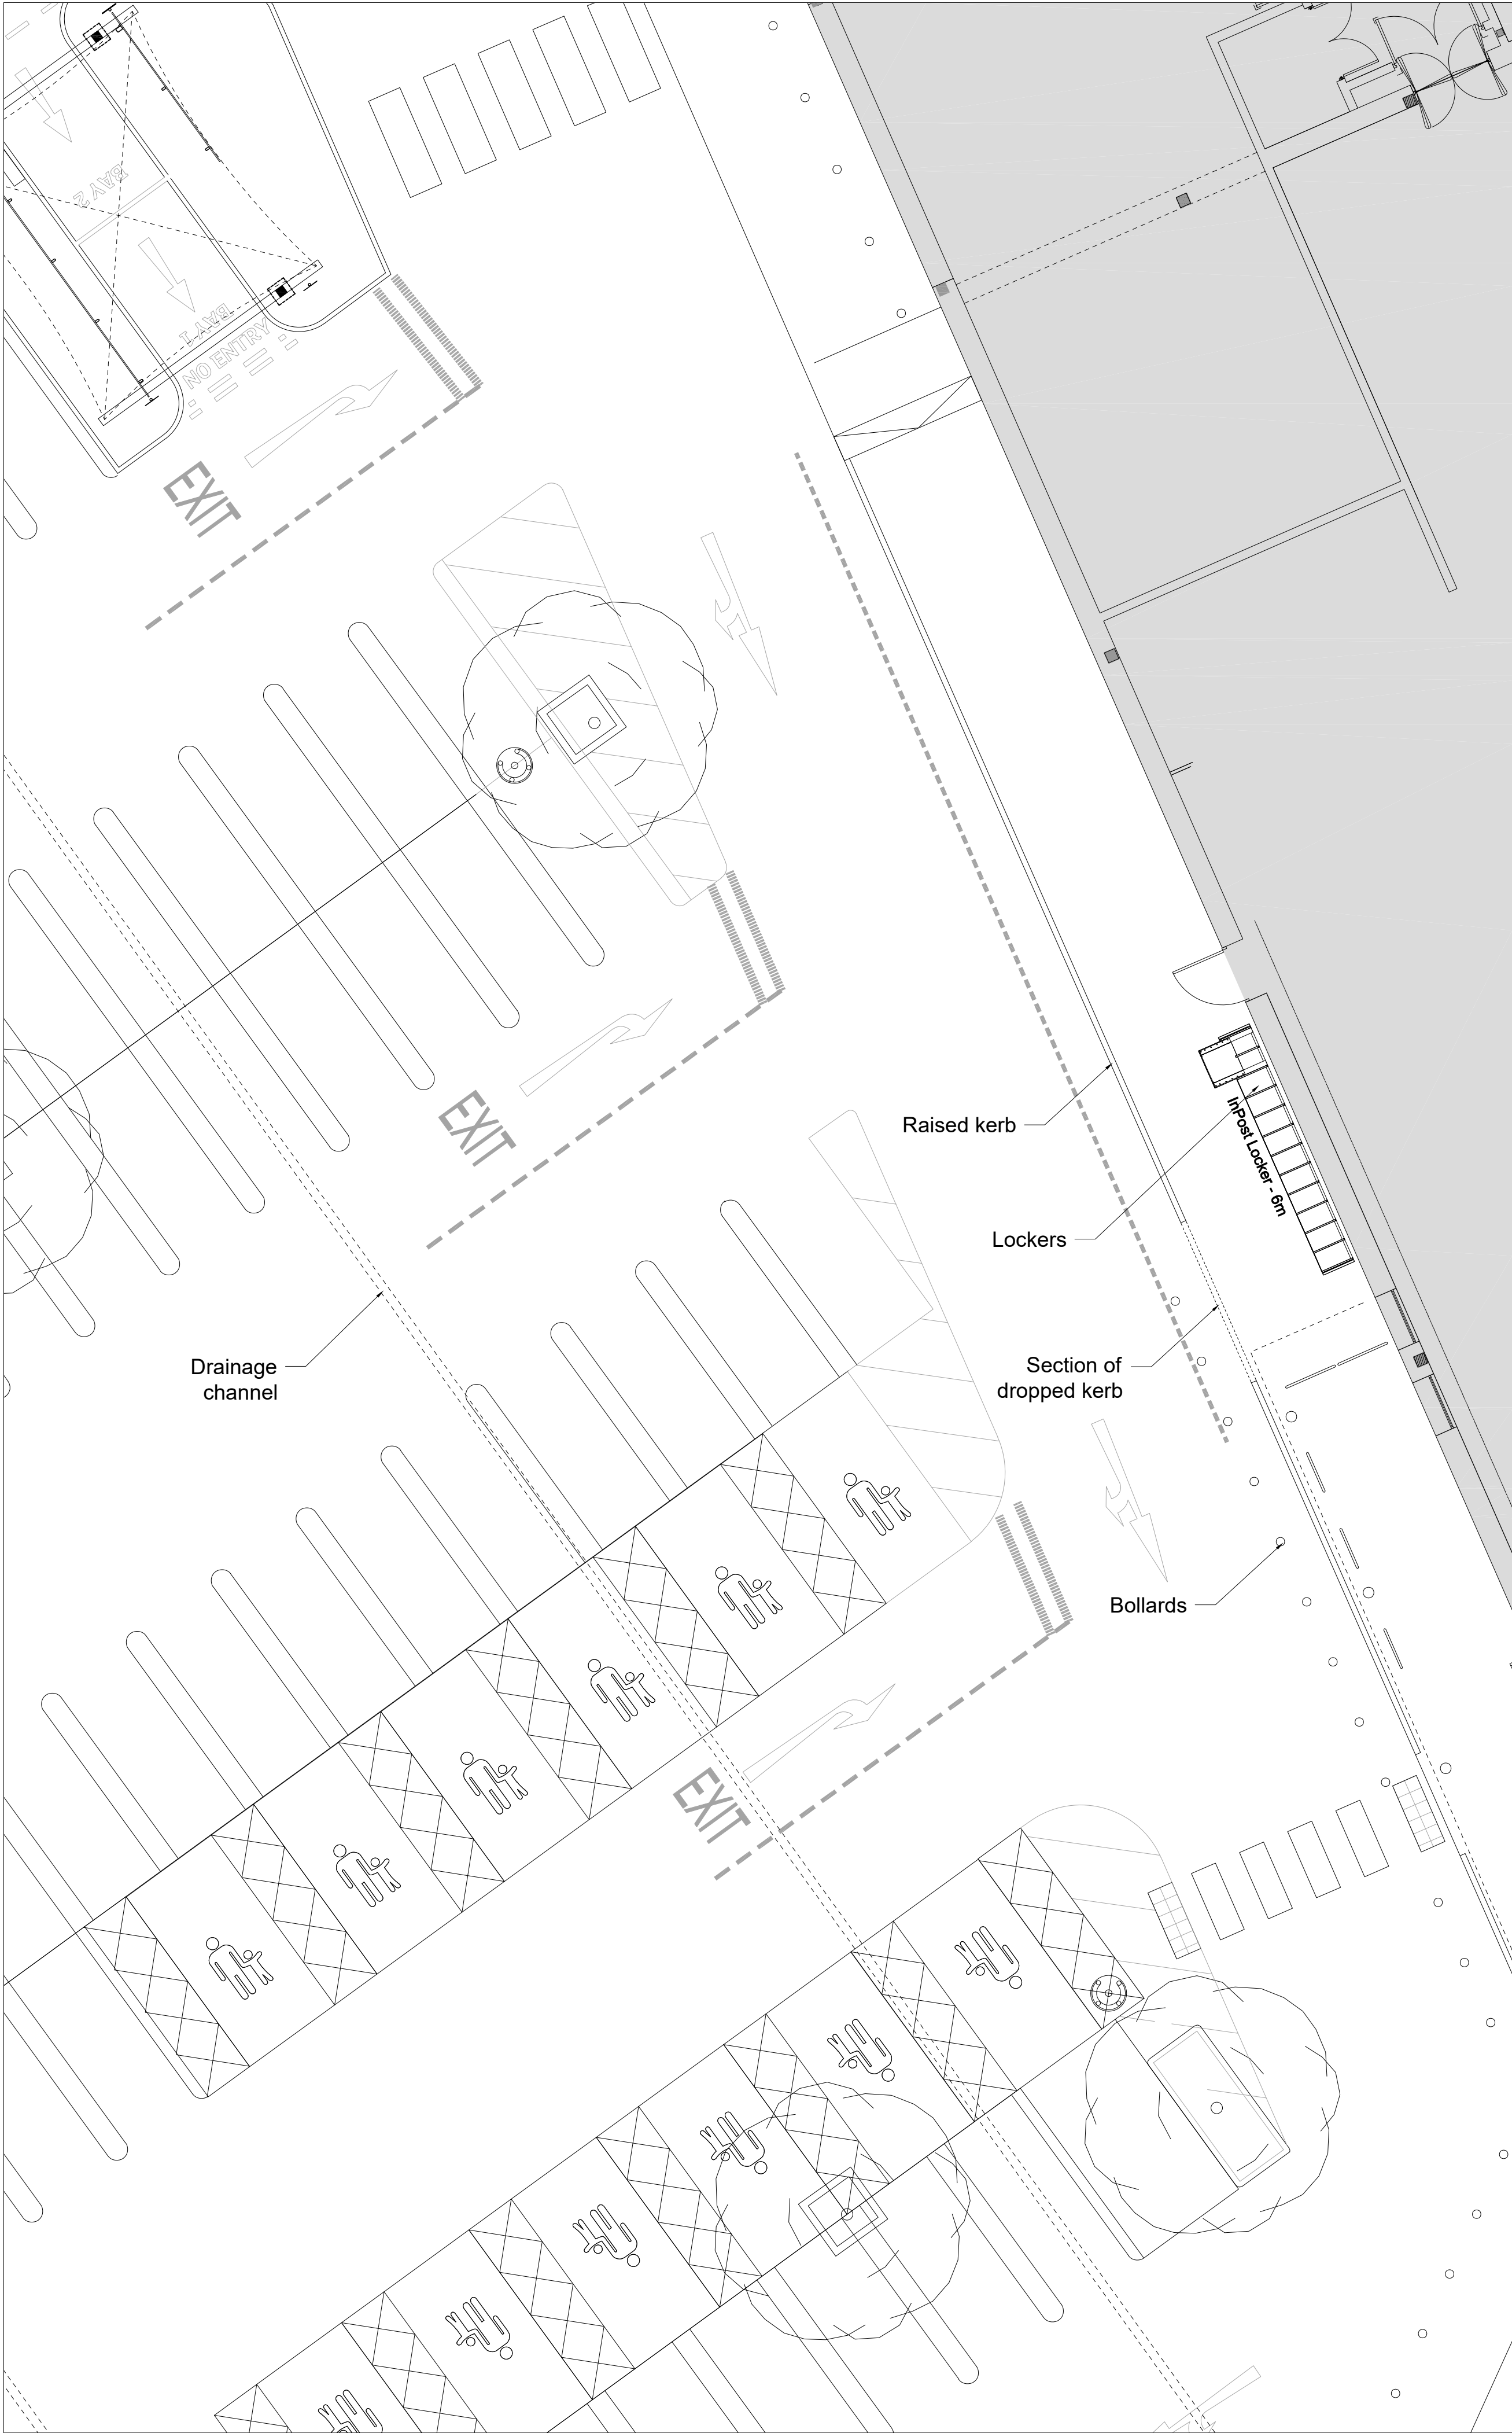 BAY 2
BAY 1
NO ENTRY
EXIT
EXIT
Raised kerb
InPost Locker - 6m
Lockers
Drainage
channel
Section of
dropped kerb
Bollards
EXIT